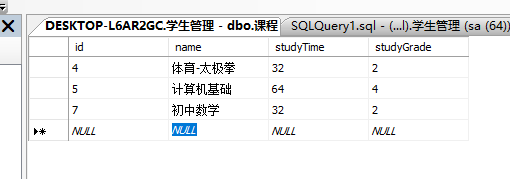 DESKTOP-L6AR2GC.学生管理 - dbo.课程 SQLQuery1.sql - (...l).学生管理 (sa (64))
id name studyTime studyGrade
4 体育-太极拳 32 2
5 计算机基础 64 4
7 初中数学 32 2
NULL NULL NULL NULL